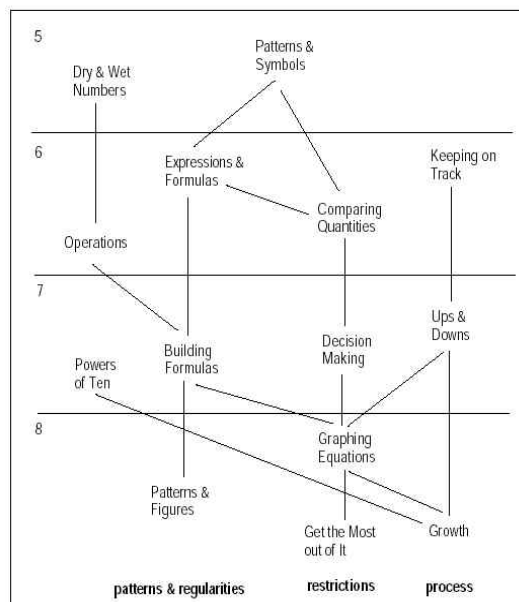 5
Patterns &
Symbols
Dry & Wet
Numbers
6
Expressions &
Formulas
Keeping on
Track
Comparing
Quantities
Operations
7
Ups &
Downs
Building
Formulas
Decision
Making
Powers
of Ten
8
Graphing
Equations
Patterns &
Figures
Get the Most
out of It
Growth
patterns & regularities
restrictions
process